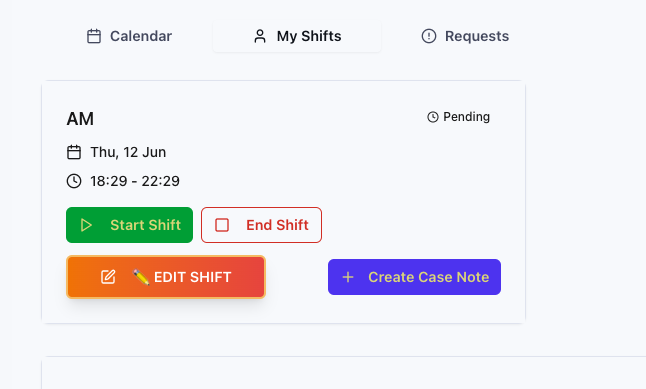 Calendar
My Shifts
Requests
AM
Pending
Thu, 12 Jun
18:29 - 22:29
Start Shift
End Shift
✏️ EDIT SHIFT
Create Case Note